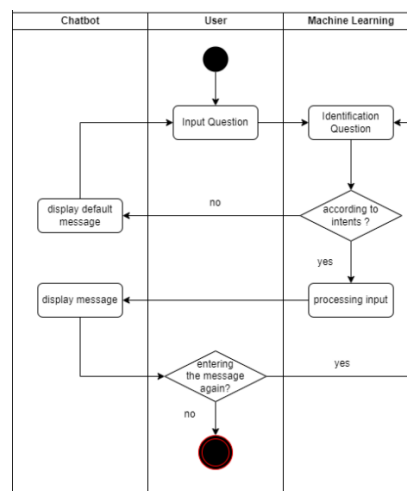 Chatbot
User
Machine Learning
Input Question
Identification
Question
display default
message
no
according to
intents ?
yes
display message
processing input
entering
the message
again?
yes
no